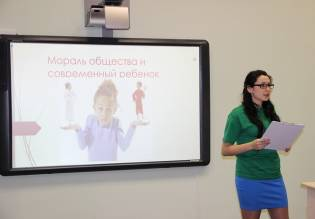 Мораль общества и
современный ребенок